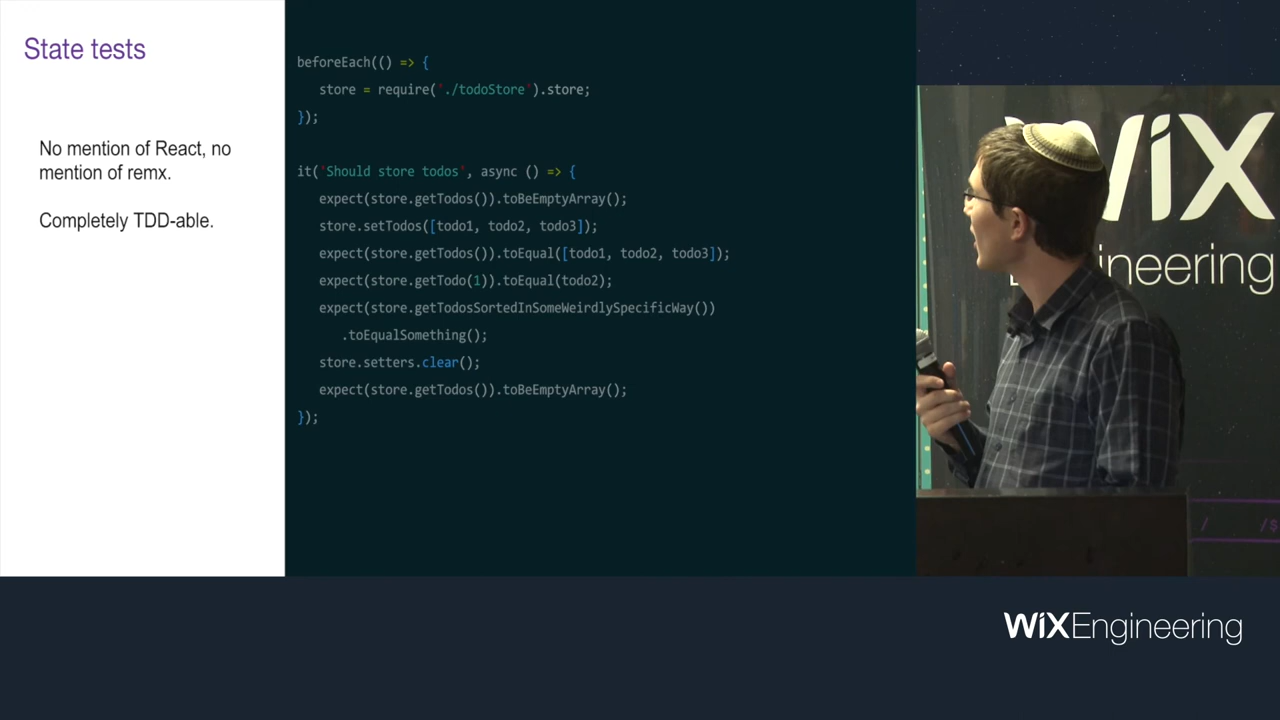 State tests
No mention of React, no
mention of remx.
Completely TDD-able.
beforeEach(() => {
store = require('./todoStore').store;
});
it('Should store todos', async () => {
expect(store.getTodos()).toBeEmptyArray();
store.setTodos([todo1, todo2, todo3]);
expect(store.getTodos()).toEqual([todo1, todo2, todo3]);
expect(store.getTodo(1)).toEqual(todo2);
expect(store.getTodosSortedInSomeWeirdlySpecificWay())
.toEqualSomething();
store.setters.clear();
expect(store.getTodos()).toBeEmptyArray();
});
WiX
Engineering
/ /$
WiXEngineering